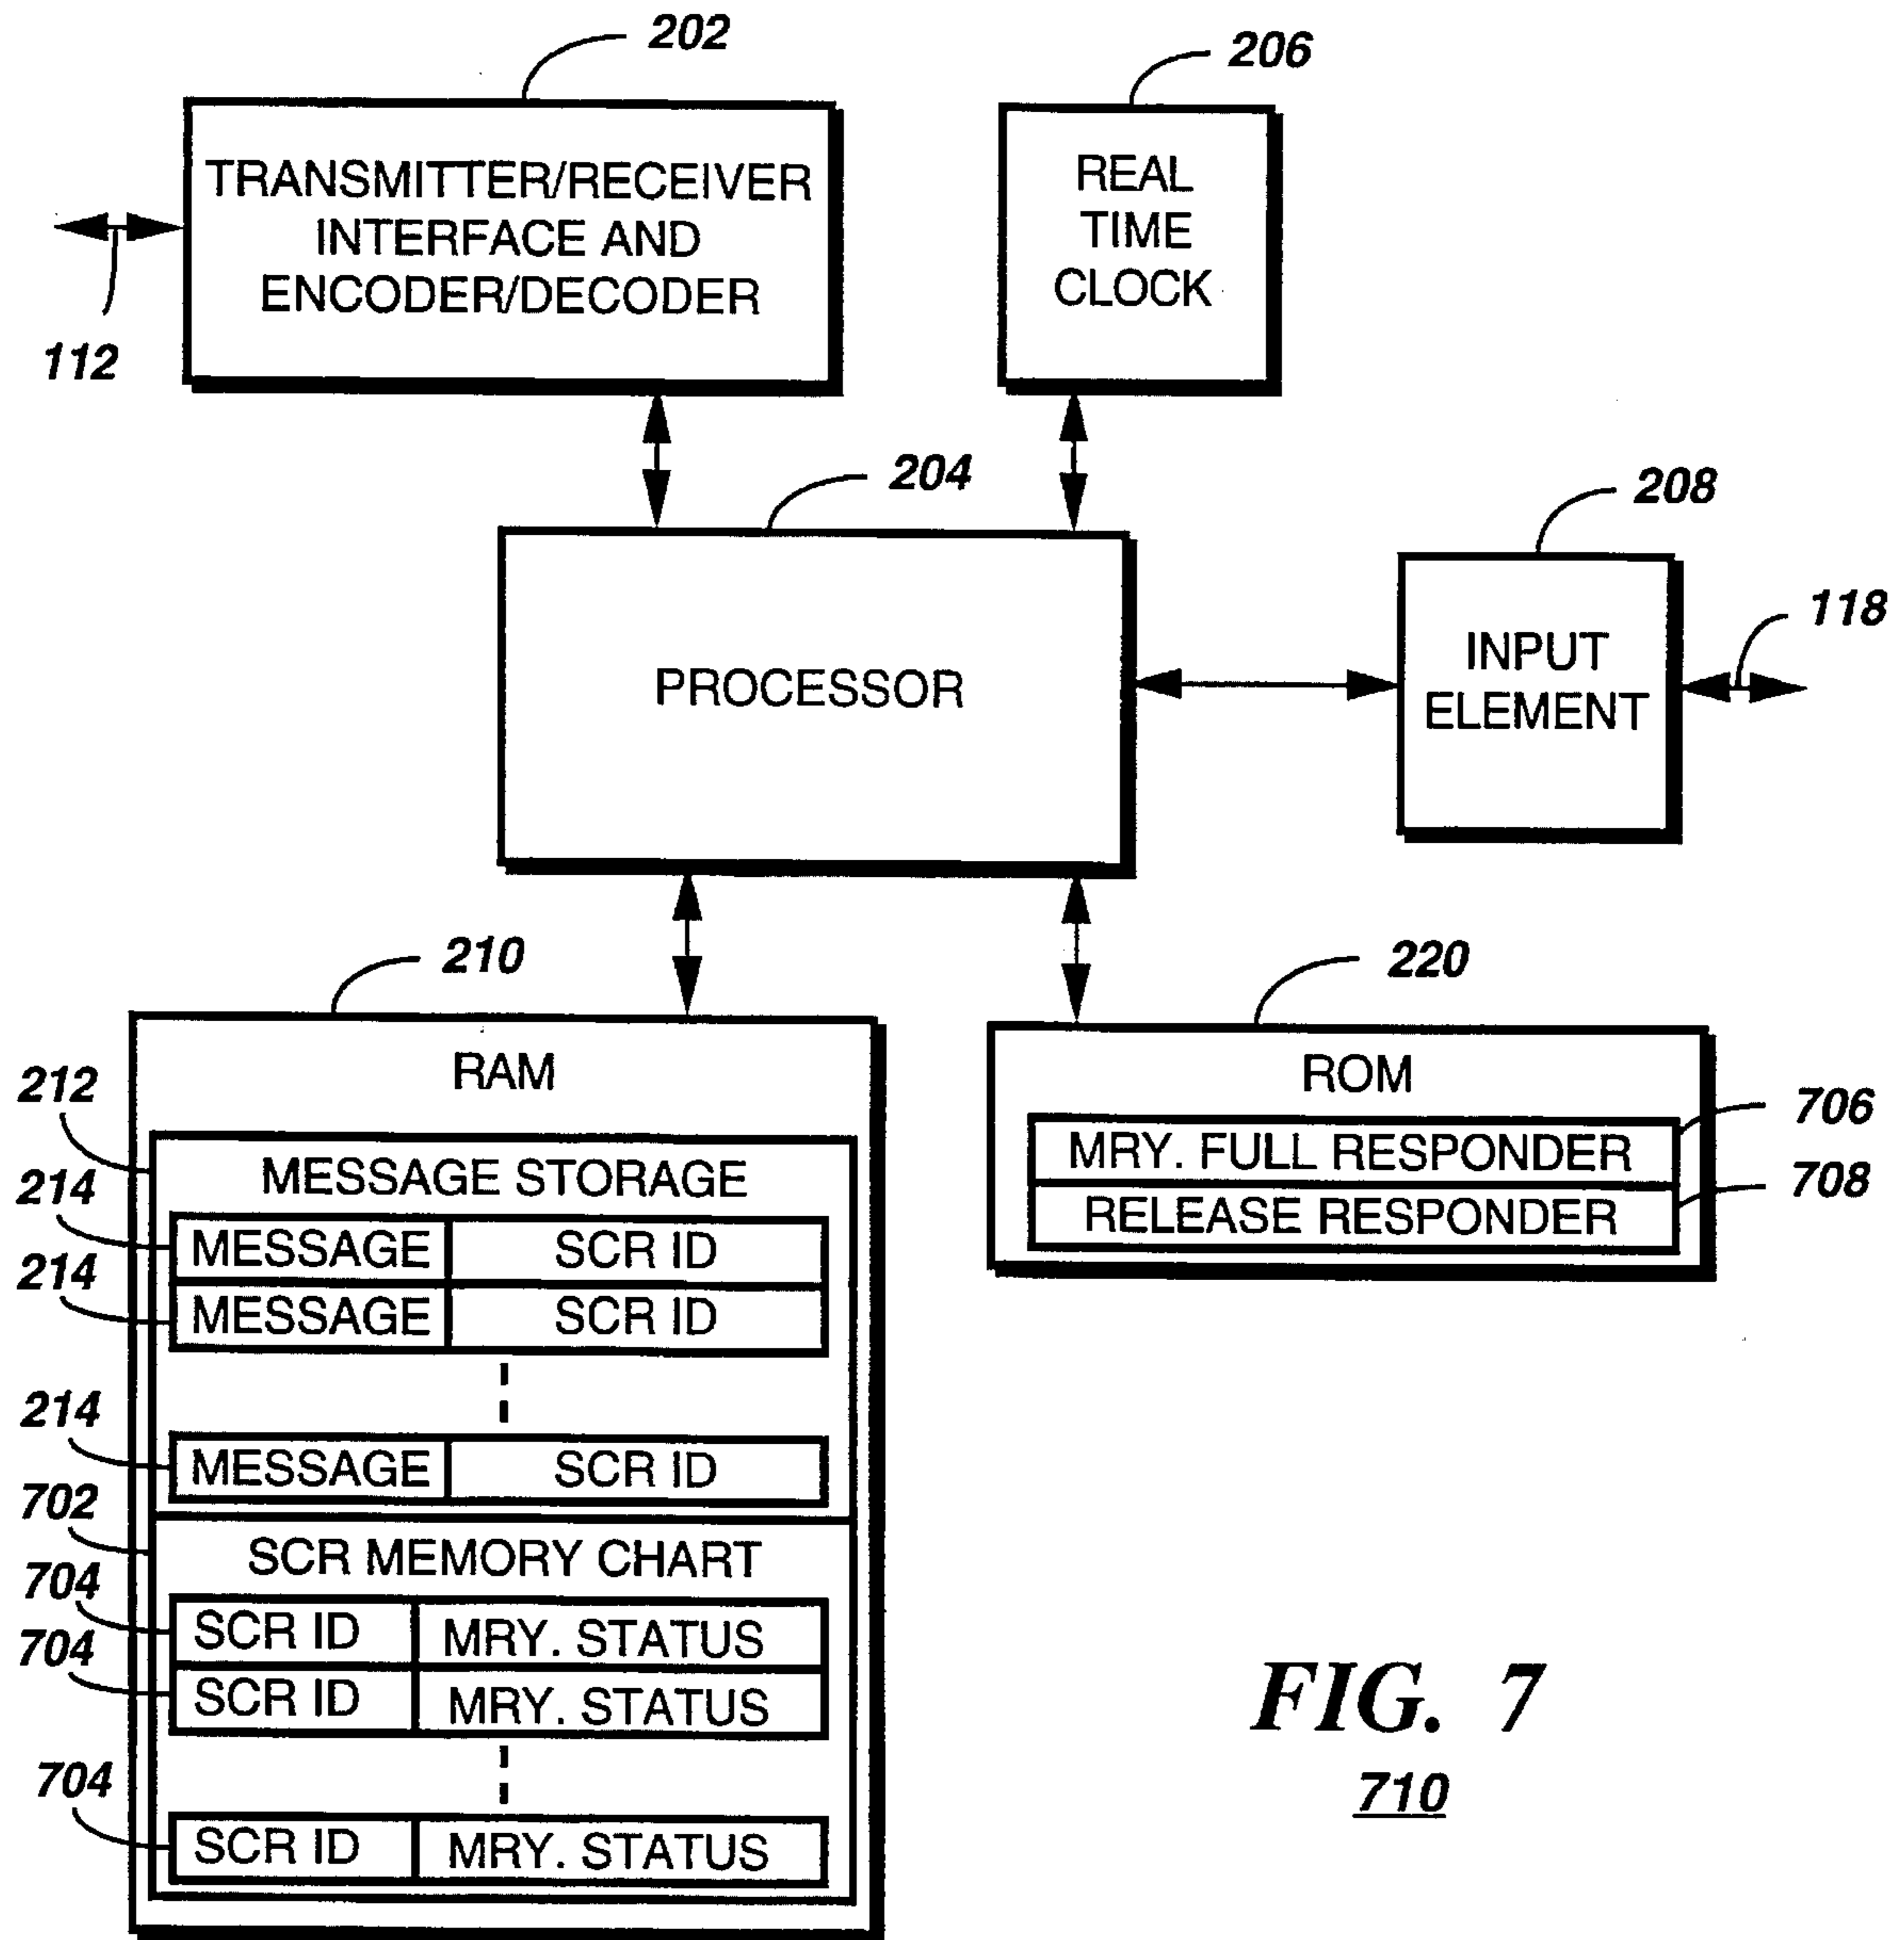 202
206
TRANSMITTER/RECEIVER
INTERFACE AND
ENCODER/DECODER
REAL
TIME
CLOCK
112
204
208
PROCESSOR
INPUT
ELEMENT
118
210
220
RAM
ROM
212
MESSAGE STORAGE
MRY. FULL RESPONDER
706
RELEASE RESPONDER
708
214
MESSAGE SCR ID
214
MESSAGE SCR ID
214
MESSAGE SCR ID
702
SCR MEMORY CHART
704
SCR ID MRY. STATUS
704
SCR ID MRY. STATUS
704
SCR ID MRY. STATUS
FIG. 7
710